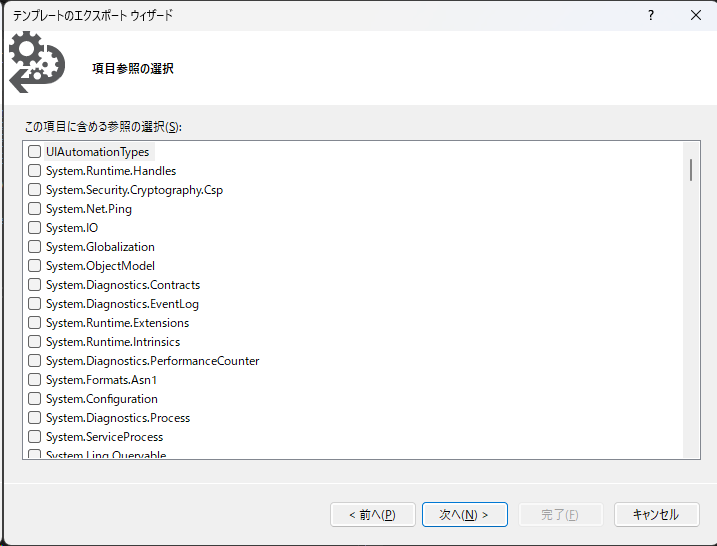 テンプレートのエクスポート ウィザード
?
項目参照の選択
この項目に含める参照の選択(S):
UIAutomationTypes
System.Runtime.Handles
System.Security.Cryptography.Csp
System.Net.Ping
System.IO
System.Globalization
System.ObjectModel
System.Diagnostics.Contracts
System.Diagnostics.EventLog
System.Runtime.Extensions
System.Runtime.Intrinsics
System.Diagnostics.PerformanceCounter
System.Formats.Asn1
System.Configuration
System.Diagnostics.Process
System.ServiceProcess
System.Linq.Queryable
< 前へ(P)
次へ(N) >
完了(F)
キャンセル